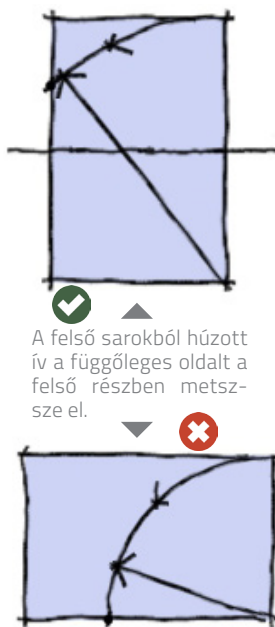 A felső sarokból húzott
ív a függőleges oldalt a
felső részben metsz-
sze el.